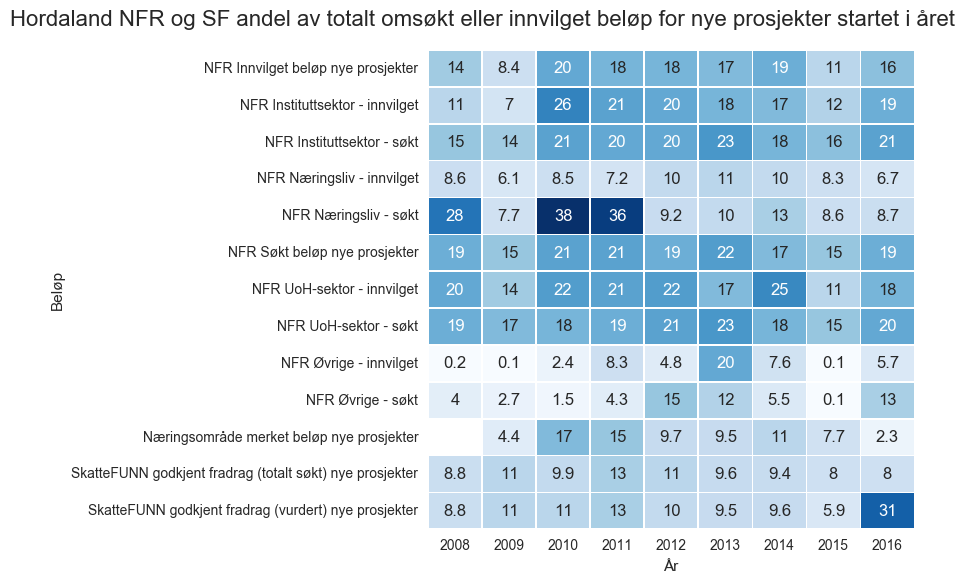 Hordaland NFR og SF andel av totalt omsøkt eller innvilget beløp for nye prosjekter startet i året
NFR Innvilget beløp nye prosjekter 14 8.4 20 18 18 17 19 11 16
NFR Instituttsektor - innvilget 11 7 26 21 20 18 17 12 19
NFR Instituttsektor - søkt 15 14 21 20 20 23 18 16 21
NFR Næringsliv - innvilget 8.6 6.1 8.5 7.2 10 11 10 8.3 6.7
NFR Næringsliv - søkt 28 7.7 38 36 9.2 10 13 8.6 8.7
NFR Søkt beløp nye prosjekter 19 15 21 21 19 22 17 15 19
Beløp
NFR UoH-sektor - innvilget 20 14 22 21 22 17 25 11 18
NFR UoH-sektor - søkt 19 17 18 19 21 23 18 15 20
NFR Øvrige - innvilget 0.2 0.1 2.4 8.3 4.8 20 7.6 0.1 5.7
NFR Øvrige - søkt 4 2.7 1.5 4.3 15 12 5.5 0.1 13
Næringsområde merket beløp nye prosjekter 4.4 17 15 9.7 9.5 11 7.7 2.3
SkatteFUNN godkjent fradrag (totalt søkt) nye prosjekter 8.8 11 9.9 13 11 9.6 9.4 8 8
SkatteFUNN godkjent fradrag (vurdert) nye prosjekter 8.8 11 11 13 10 9.5 9.6 5.9 31
2008 2009 2010 2011 2012 2013 2014 2015 2016
År